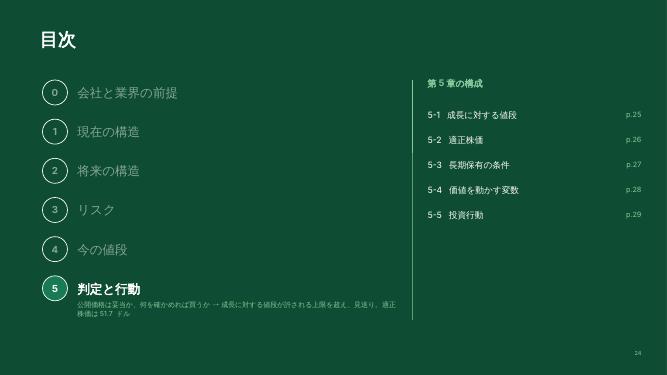 目次
0 会社と業界の前提
1 現在の構造
2 将来の構造
3 リスク
4 今の値段
5 判定と行動
公開価格は妥当か、何を確かめれば買うか → 成長に対する値段が許される上限を超え、見送り。適正
株価は 51.7 ドル
第 5 章の構成
5-1 成長に対する値段 p.25
5-2 適正株価 p.26
5-3 長期保有の条件 p.27
5-4 価値を動かす変数 p.28
5-5 投資行動 p.29
24